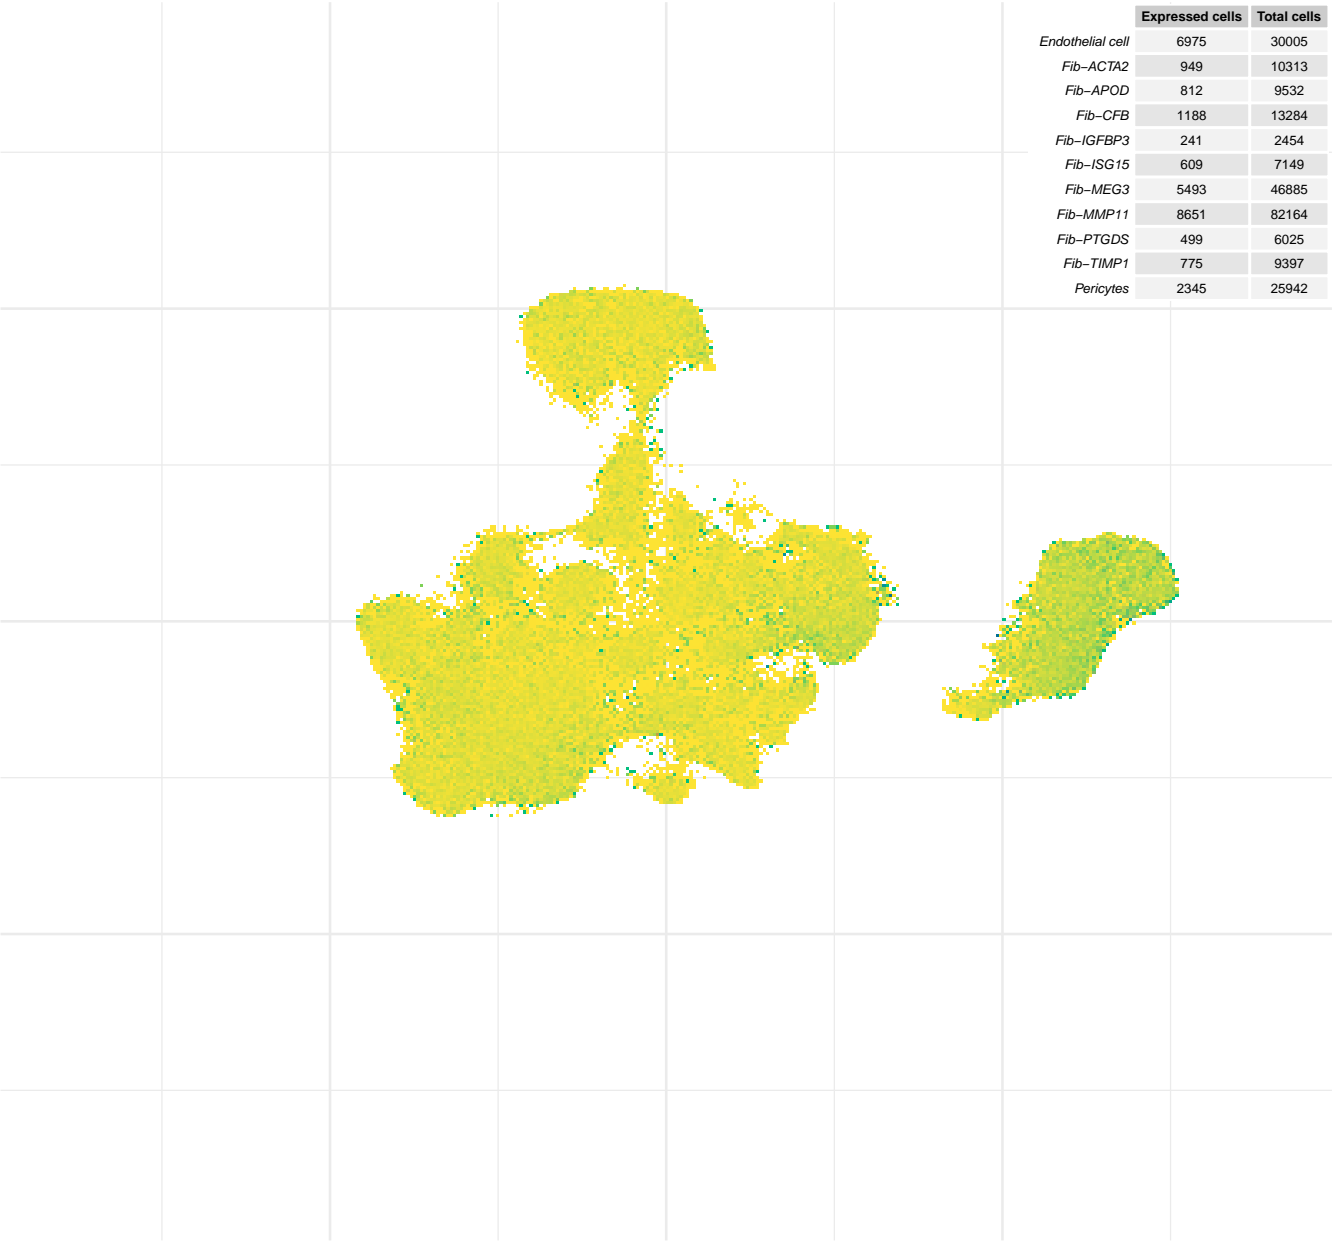 Expressed cells Total cells
Endothelial cell 6975 30005
Fib−ACTA2 949 10313
Fib−APOD 812 9532
Fib−CFB 1188 13284
Fib−IGFBP3 241 2454
Fib−ISG15 609 7149
Fib−MEG3 5493 46885
Fib−MMP11 8651 82164
Fib−PTGDS 499 6025
Fib−TIMP1 775 9397
Pericytes 2345 25942